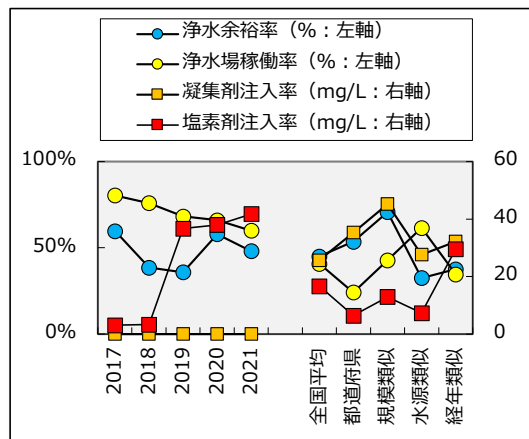 浄水余裕率（%：左軸）
浄水場稼働率（%：左軸）
凝集剤注入率（mg/L：右軸）
塩素剤注入率（mg/L：右軸）
100%
60
40
50%
20
0%
0
2017
2018
2019
2020
2021
全国平均
都道府県
規模類似
水源類似
経年類似